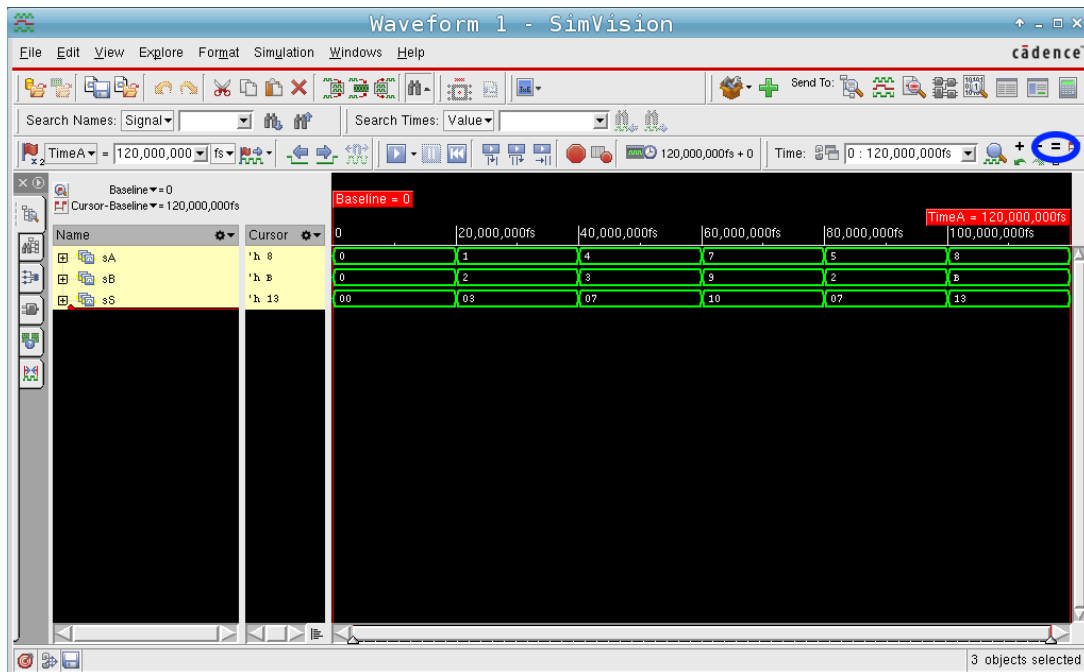 Waveform 1 - SimVision
File Edit View Explore Format Simulation Windows Help
cādence
Send To:
Search Names: Signal
Search Times: Value
TimeA = 120,000,000 fs
120,000,000fs + 0
Time: 0 : 120,000,000fs
Baseline = 0
Cursor-Baseline = 120,000,000fs
Baseline = 0
TimeA = 120,000,000fs
Name Cursor
0 20,000,000fs 40,000,000fs 60,000,000fs 80,000,000fs 100,000,000fs
sA 'h 8 0 1 4 7 5 8
sB 'h B 0 2 3 9 2 B
sS 'h 13 00 03 07 10 07 13
3 objects selected